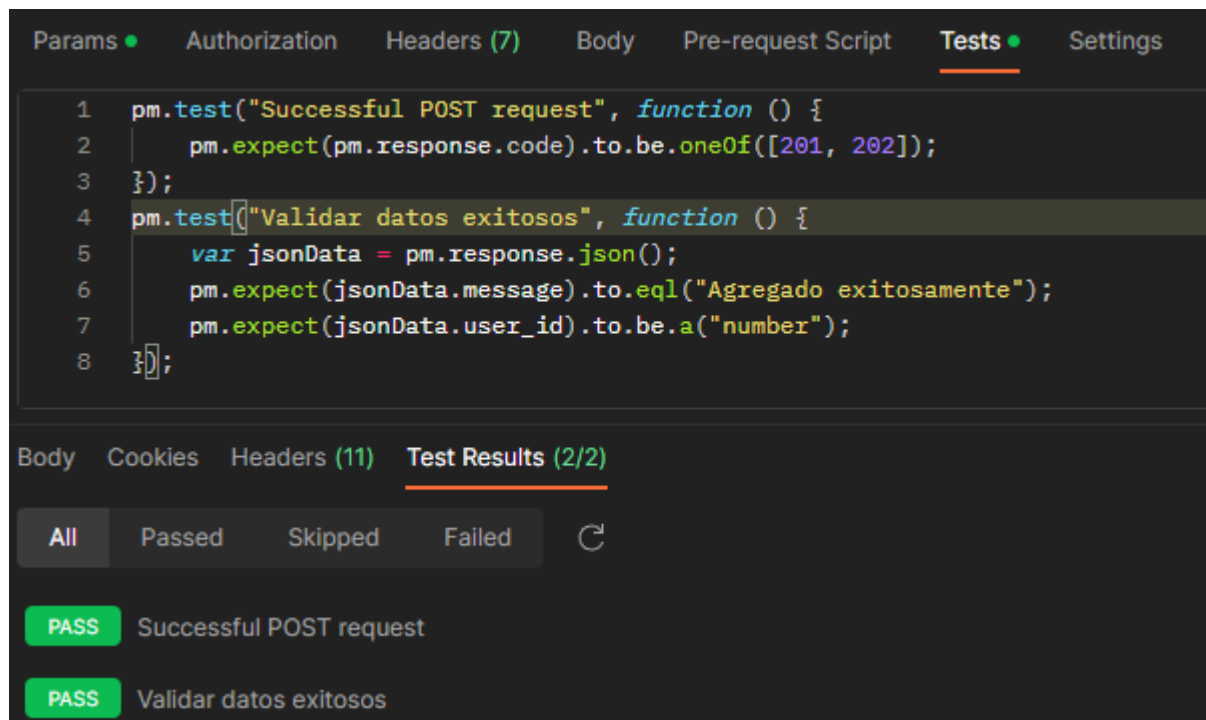 Params Authorization Headers (7) Body Pre-request Script Tests Settings
1 pm.test("Successful POST request", function () {
2 pm.expect(pm.response.code).to.be.oneOf([201, 202]);
3 });
4 pm.test("Validar datos exitosos", function () {
5 var jsonData = pm.response.json();
6 pm.expect(jsonData.message).to.eql("Agregado exitosamente");
7 pm.expect(jsonData.user_id).to.be.a("number");
8 });
Body Cookies Headers (11) Test Results (2/2)
All Passed Skipped Failed
PASS Successful POST request
PASS Validar datos exitosos